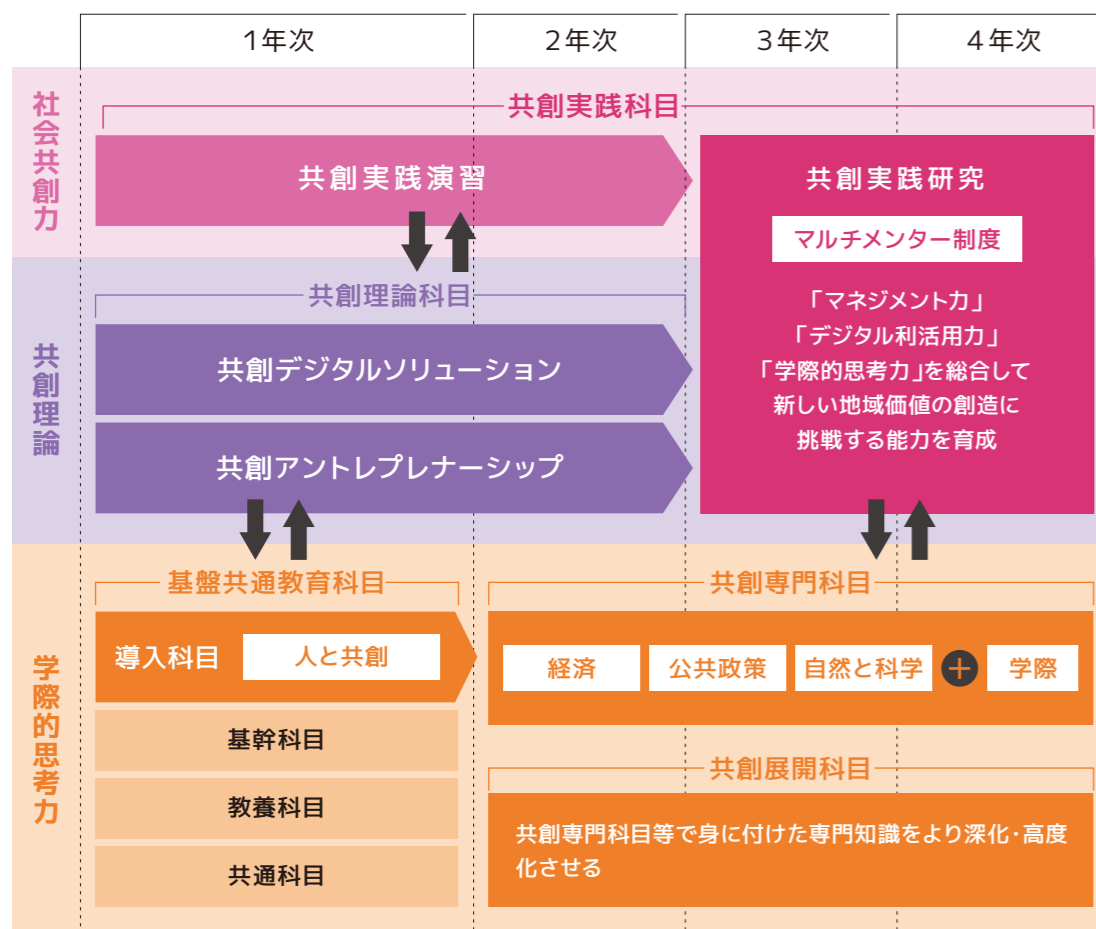 1年次
2年次
3年次
4年次
社会共創力
共創実践科目
共創実践演習
共創実践研究
マルチメンター制度
「マネジメント力」
「デジタル利活用力」
「学際的思考力」を総合して
新しい地域価値の創造に
挑戦する能力を育成
共創理論
共創理論科目
共創デジタルソリューション
共創アントレプレナーシップ
学際的思考力
基盤共通教育科目
導入科目
人と共創
基幹科目
教養科目
共通科目
共創専門科目
経済
公共政策
自然と科学
+
学際
共創展開科目
共創専門科目等で身に付けた専門知識をより深化・高度
化させる